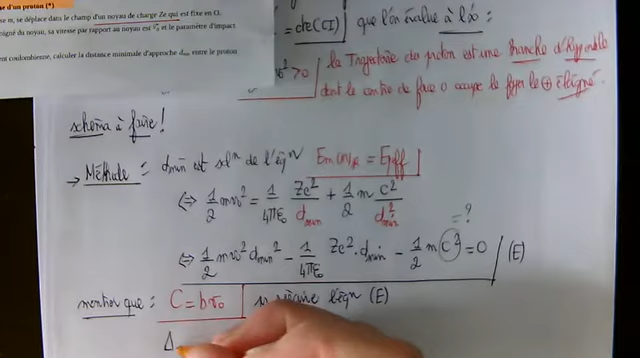 d'un proton (*)
se m, se déplace dans le champ d'un noyau de charge Ze qui est fixe en O.
éloigné du noyau, sa vitesse par rapport au noyau est v₀ et le paramètre d'impact
ent coulombienne, calculer la distance minimale d'approche dmin entre le proton
= cte (CI) que l'on évalue à l'∞ :
v₀² > 0 la Trajectoire du proton est une branche d'Hyperbole
dont le centre de force O occupe le foyer le ⊕ éloigné.
schéma à faire !
→ Méthode : dmin est solⁿ de l'éqⁿ Em = Eeff
⇔ 1/2 mv₀² = 1/4πε₀ Ze²/dmin + 1/2 m C²/dmin²
= ?
⇔ 1/2 mv₀² dmin² - 1/4πε₀ Ze² · dmin - 1/2 m C² = 0 (E)
montrer que : C = bv₀ l'éqⁿ (E)
Δ